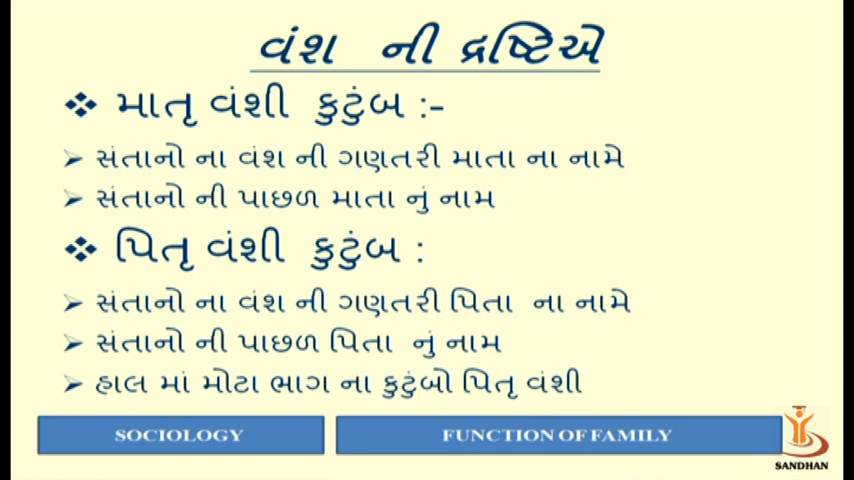 વંશ ની દ્રષ્ટિએ
❖ માતૃ વંશી કુટુંબ :-
➢ સંતાનો ના વંશ ની ગણતરી માતા ના નામે
➢ સંતાનો ની પાછળ માતા નું નામ
❖ પિતૃ વંશી કુટુંબ :
➢ સંતાનો ના વંશ ની ગણતરી પિતા ના નામે
➢ સંતાનો ની પાછળ પિતા નું નામ
➢ હાલ માં મોટા ભાગ ના કુટુંબો પિતૃ વંશી
SOCIOLOGY
FUNCTION OF FAMILY
SANDHAN